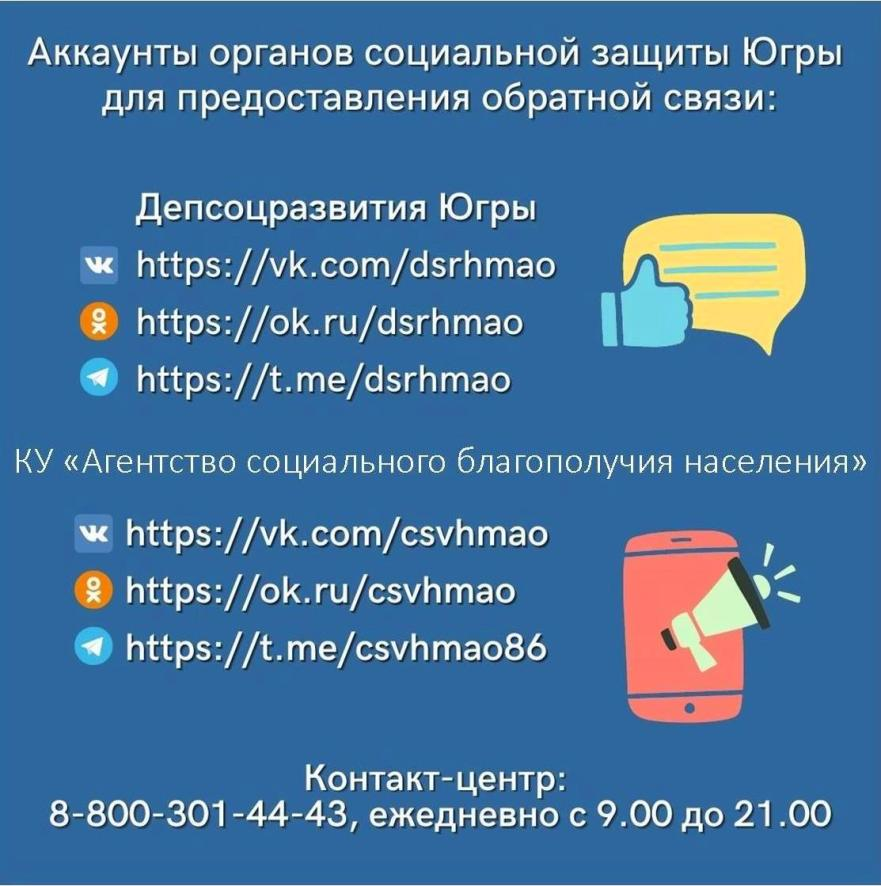 Аккаунты органов социальной защиты Югры
для предоставления обратной связи:
Депсоцразвития Югры
https://vk.com/dsrhmao
https://ok.ru/dsrhmao
https://t.me/dsrhmao
КУ «Агентство социального благополучия населения»
https://vk.com/csvhmao
https://ok.ru/csvhmao
https://t.me/csvhmao86
Контакт-центр:
8-800-301-44-43, ежедневно с 9.00 до 21.00